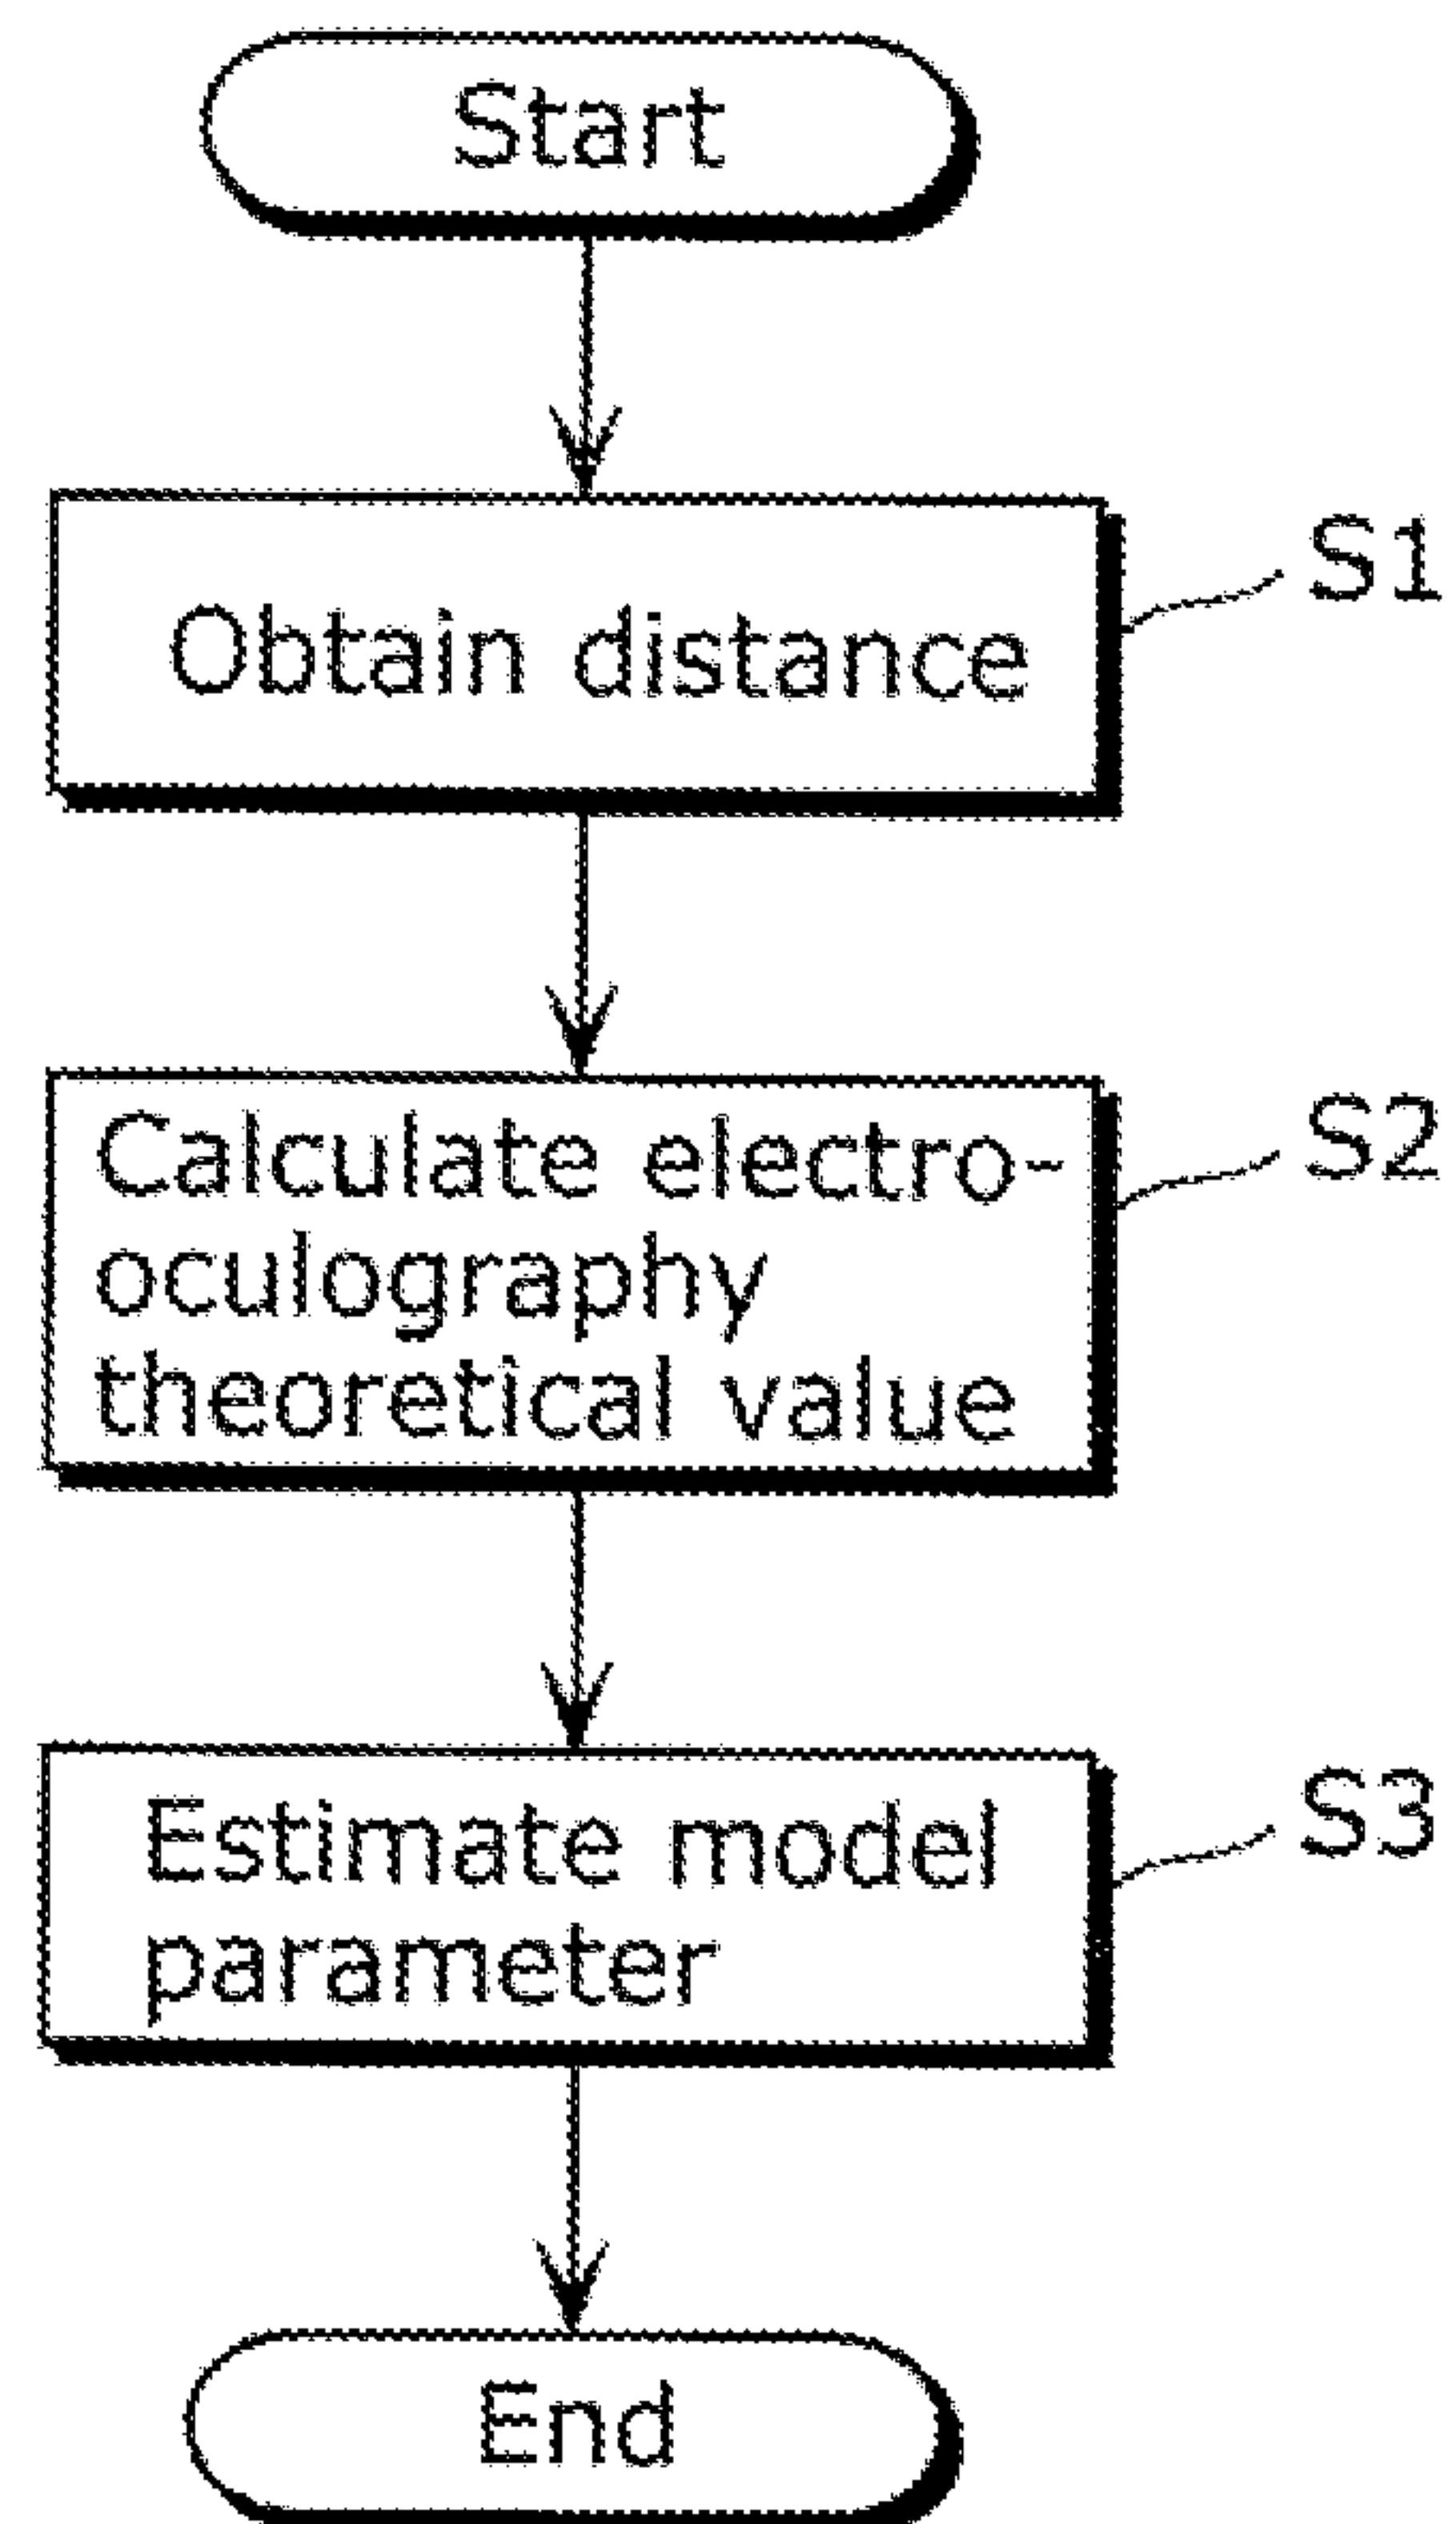 Start
Obtain distance
S1
Calculate electro-
oculography
theoretical value
S2
Estimate model
parameter
S3
End